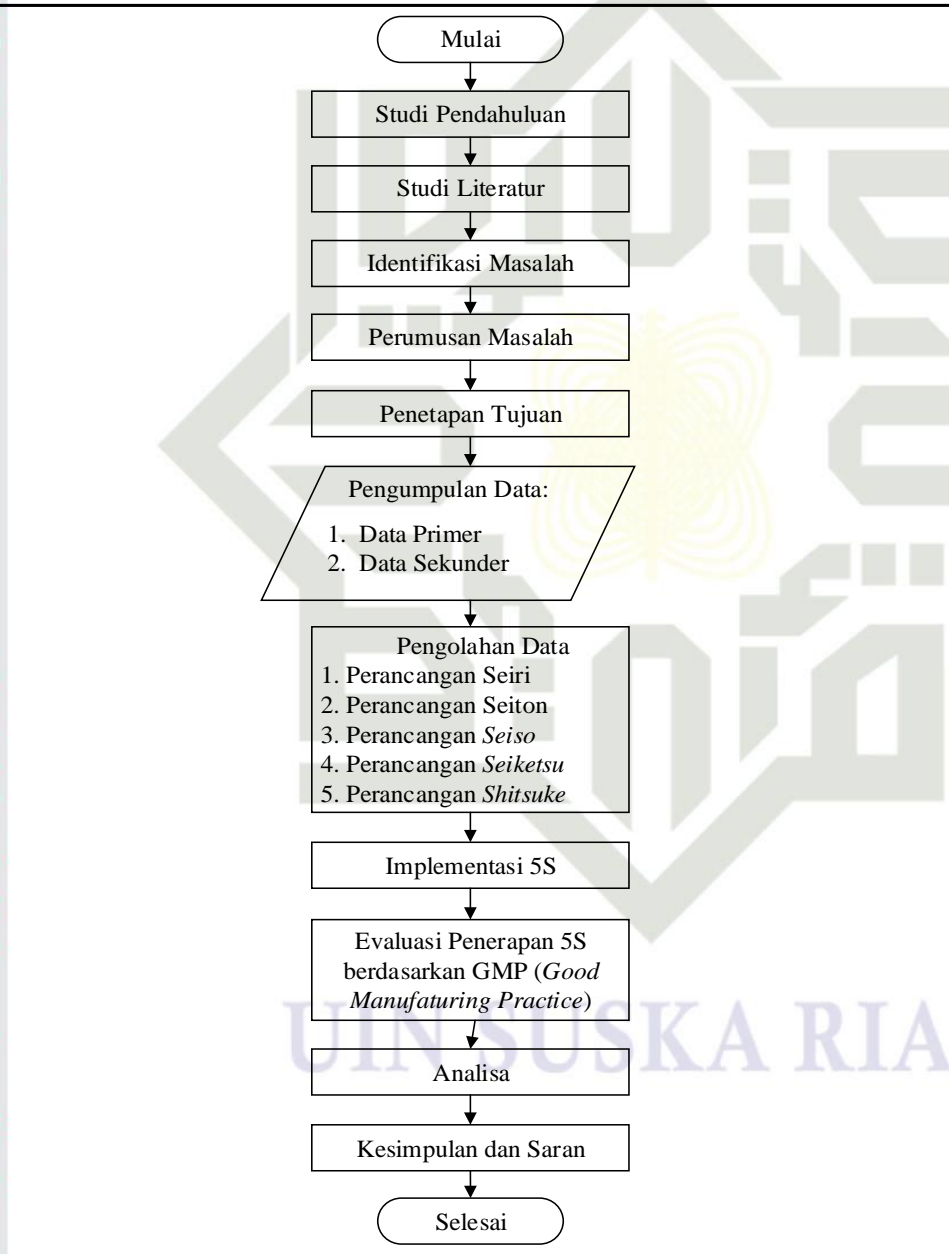 Mulai
Studi Pendahuluan
Studi Literatur
Identifikasi Masalah
Perumusan Masalah
Penetapan Tujuan
Pengumpulan Data:
1. Data Primer
2. Data Sekunder
Pengolahan Data
1. Perancangan Seiri
2. Perancangan Seiton
3. Perancangan Seiso
4. Perancangan Seiketsu
5. Perancangan Shitsuke
Implementasi 5S
Evaluasi Penerapan 5S
berdasarkan GMP (Good
Manufaturing Practice)
UIN SUSKA RIA
Analisa
Kesimpulan dan Saran
Selesai